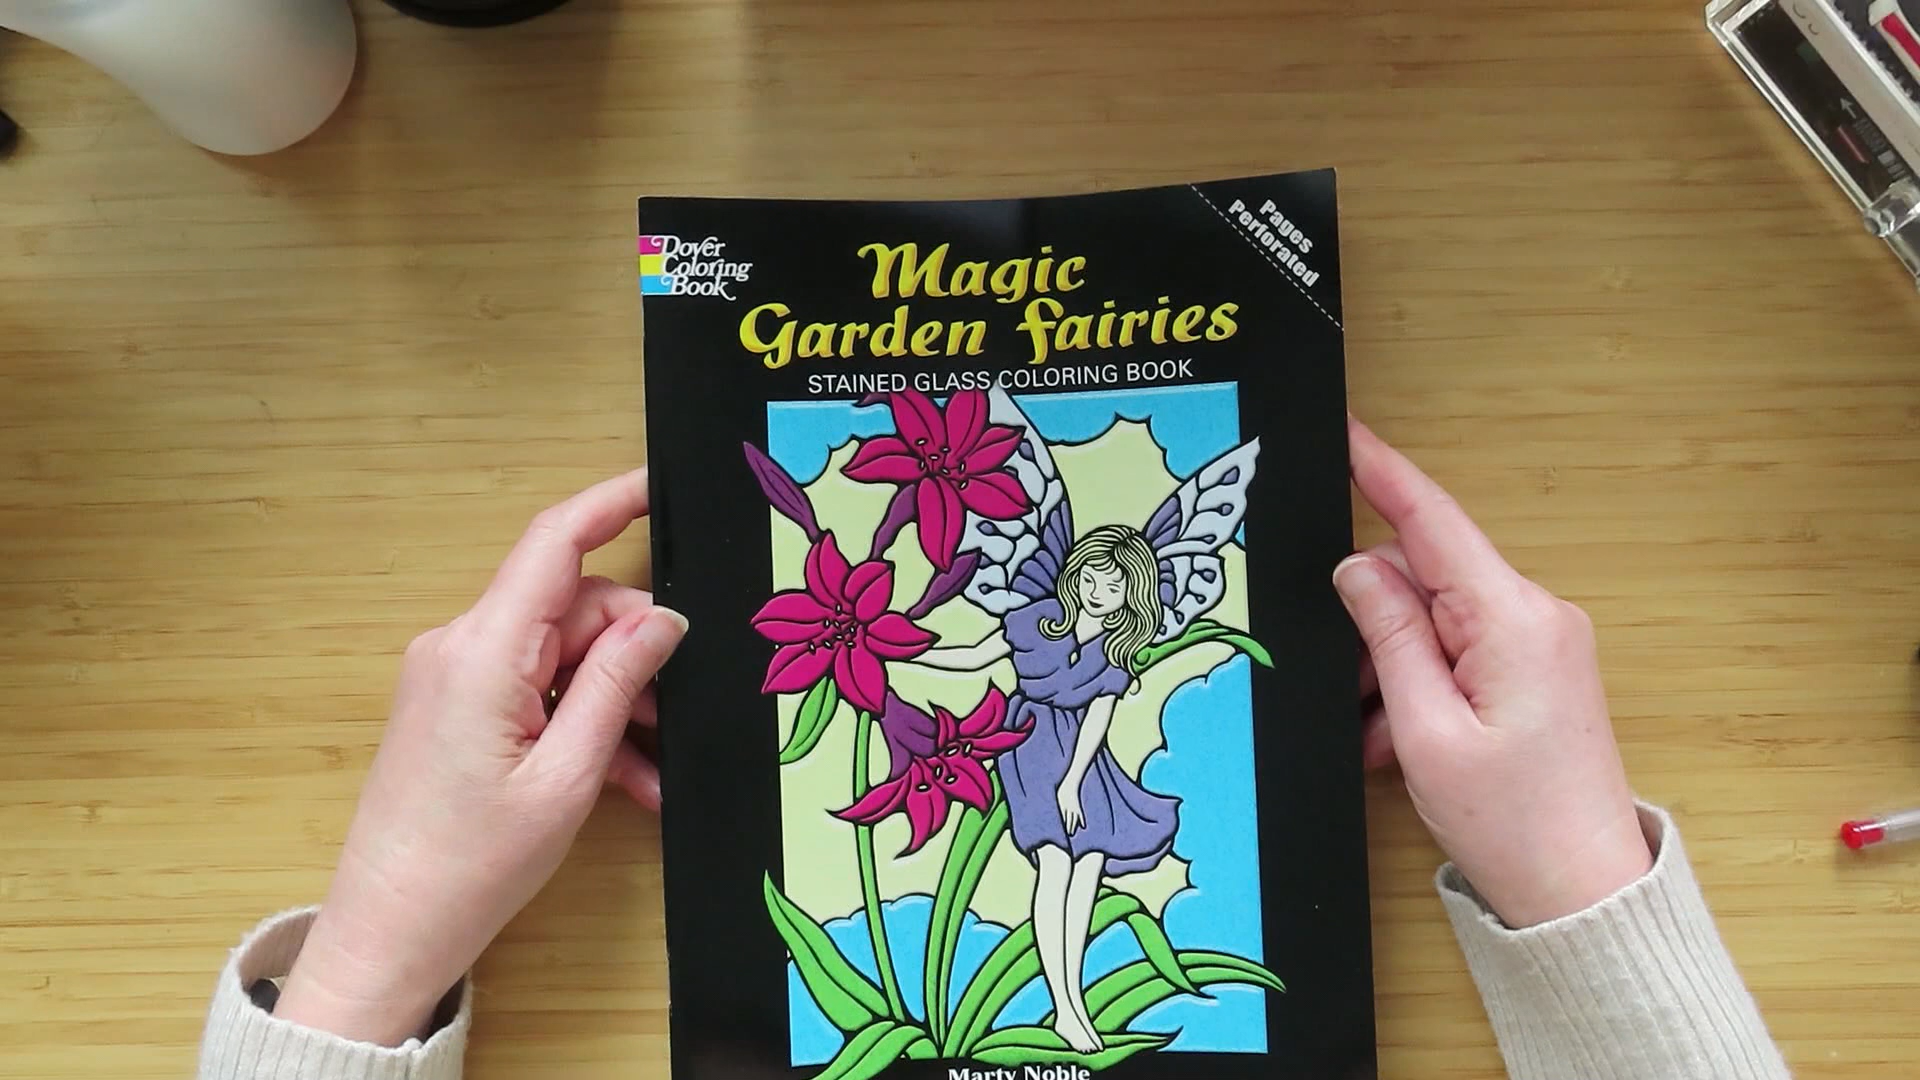 Dover
Coloring
Book
Pages
Perforated
Magic
Garden Fairies
STAINED GLASS COLORING BOOK
Marty Noble